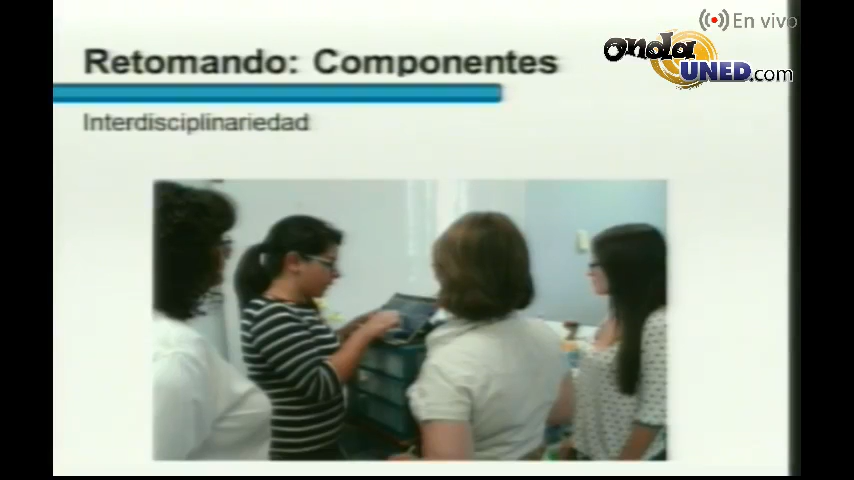 En vivo
onda
UNED.com
Retomando: Componentes
Interdisciplinariedad